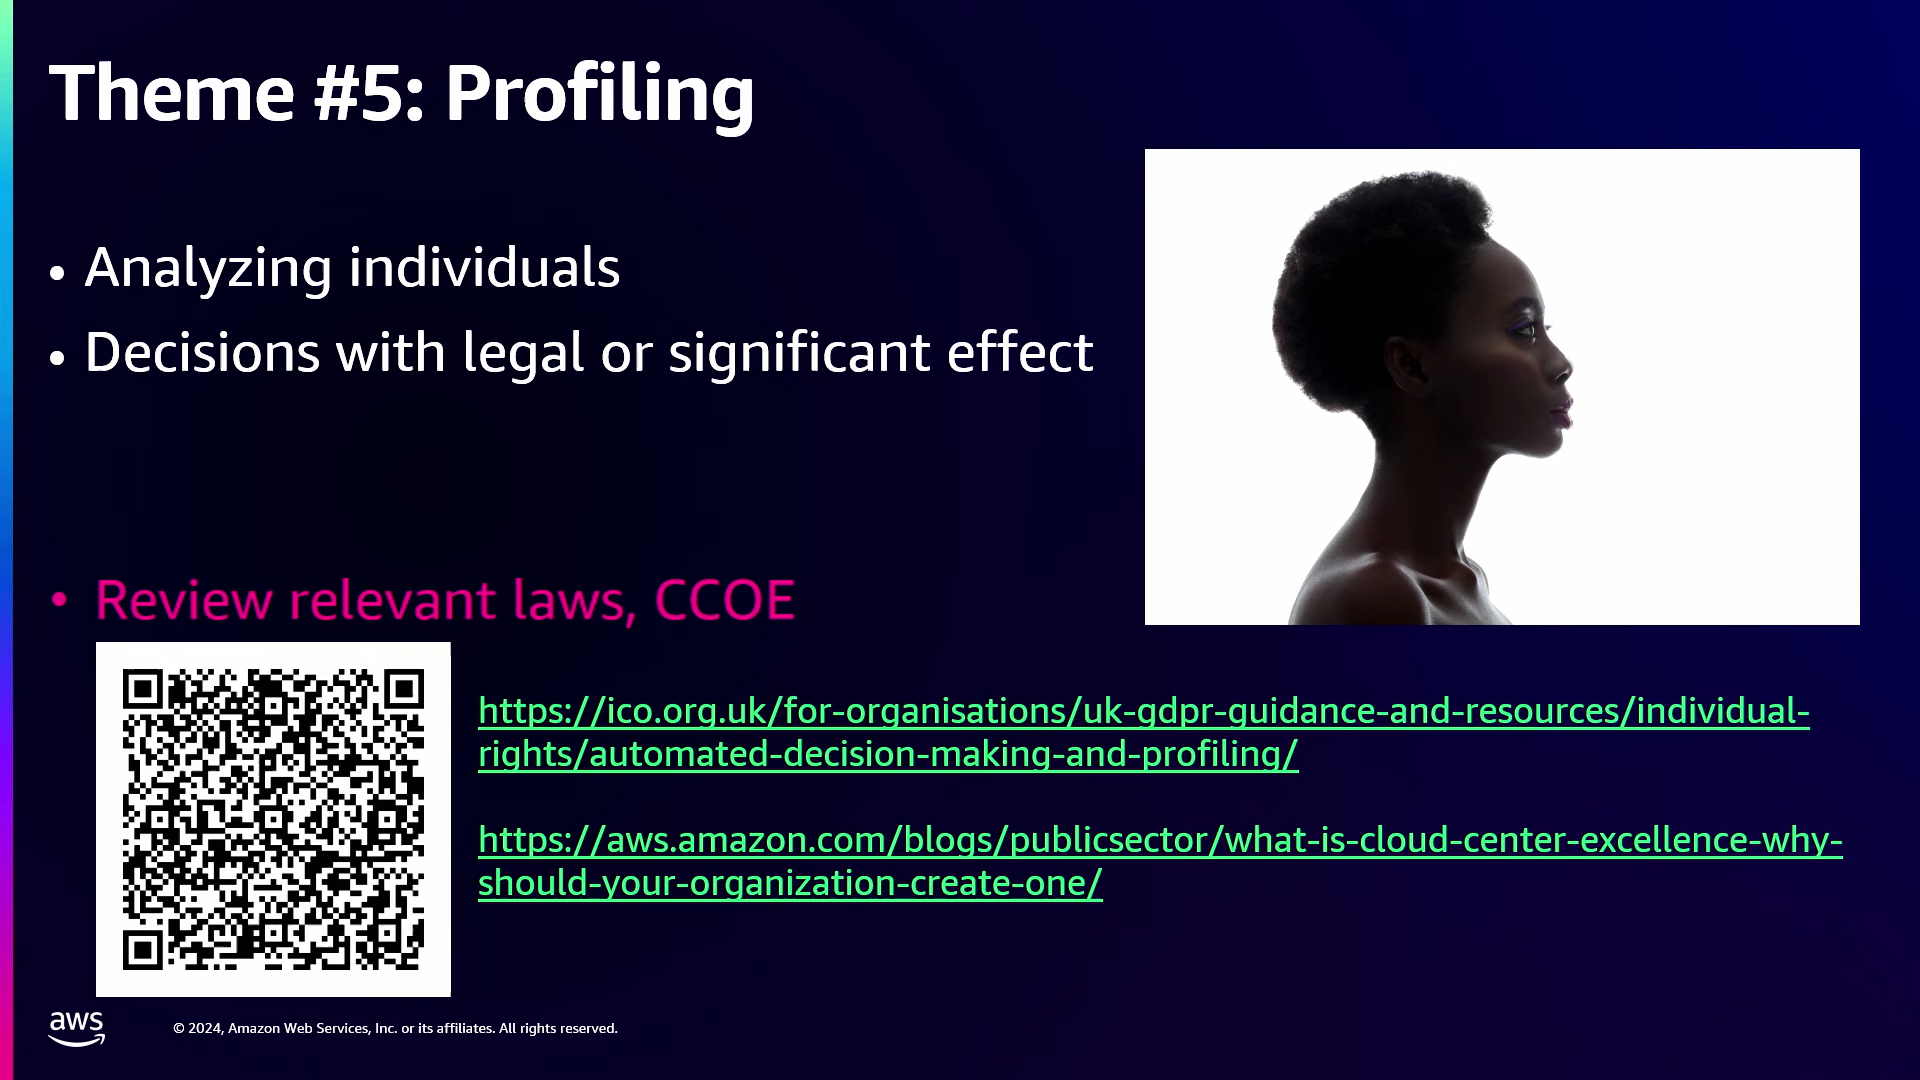 Theme #5: Profiling
• Analyzing individuals
• Decisions with legal or significant effect
• Review relevant laws, CCOE
https://ico.org.uk/for-organisations/uk-gdpr-guidance-and-resources/individual-
rights/automated-decision-making-and-profiling/
https://aws.amazon.com/blogs/publicsector/what-is-cloud-center-excellence-why-
should-your-organization-create-one/
aws
© 2024, Amazon Web Services, Inc. or its affiliates. All rights reserved.